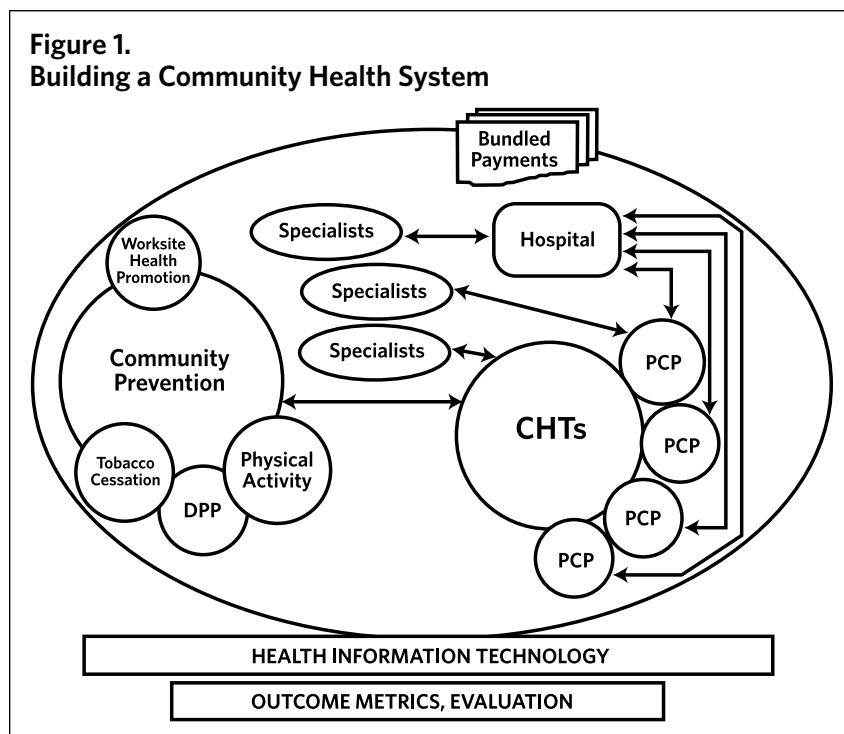 Figure 1.
Building a Community Health System
Bundled
Payments
Worksite
Health
Promotion
Specialists
Hospital
Specialists
Specialists
Community
Prevention
PCP
CHTs
PCP
Tobacco
Cessation
Physical
Activity
DPP
PCP
PCP
HEALTH INFORMATION TECHNOLOGY
OUTCOME METRICS, EVALUATION